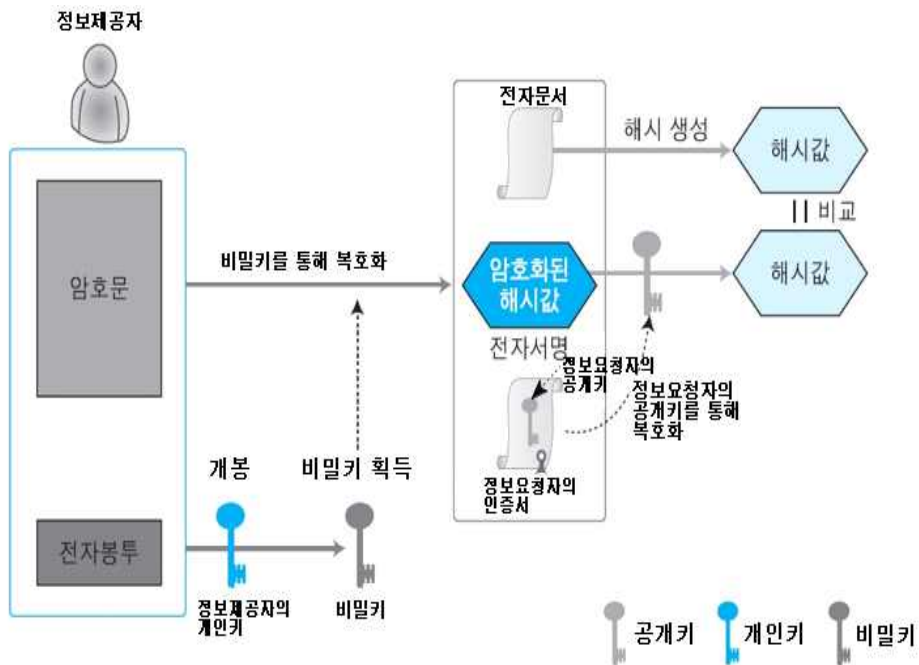 정보제공자
전자문서
해시 생성
해시값
|| 비교
암호문
비밀키를 통해 복호화
암호화된
해시값
해시값
전자서명
정보요청자의
공개키
정보요청자의
공개키를 통해
복호화
정보요청자의
인증서
개봉
비밀키 획득
전자봉투
정보제공자의
개인키
비밀키
공개키
개인키
비밀키